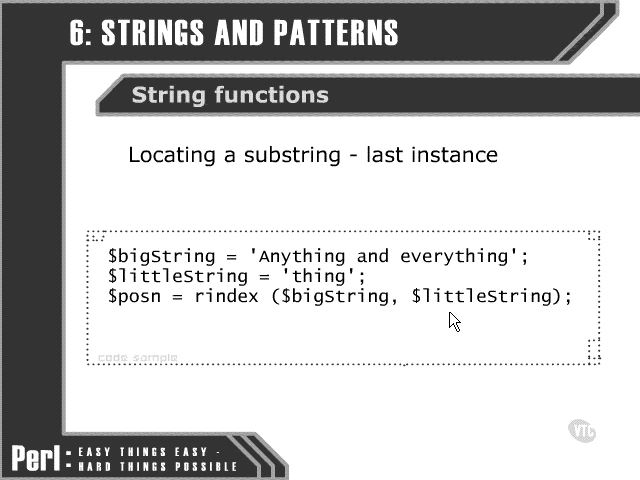 6: STRINGS AND PATTERNS
String functions
Locating a substring - last instance
$bigString = 'Anything and everything';
$littleString = 'thing';
$posn = rindex ($bigString, $littleString);
code sample
VTC
Perl: EASY THINGS EASY -
HARD THINGS POSSIBLE